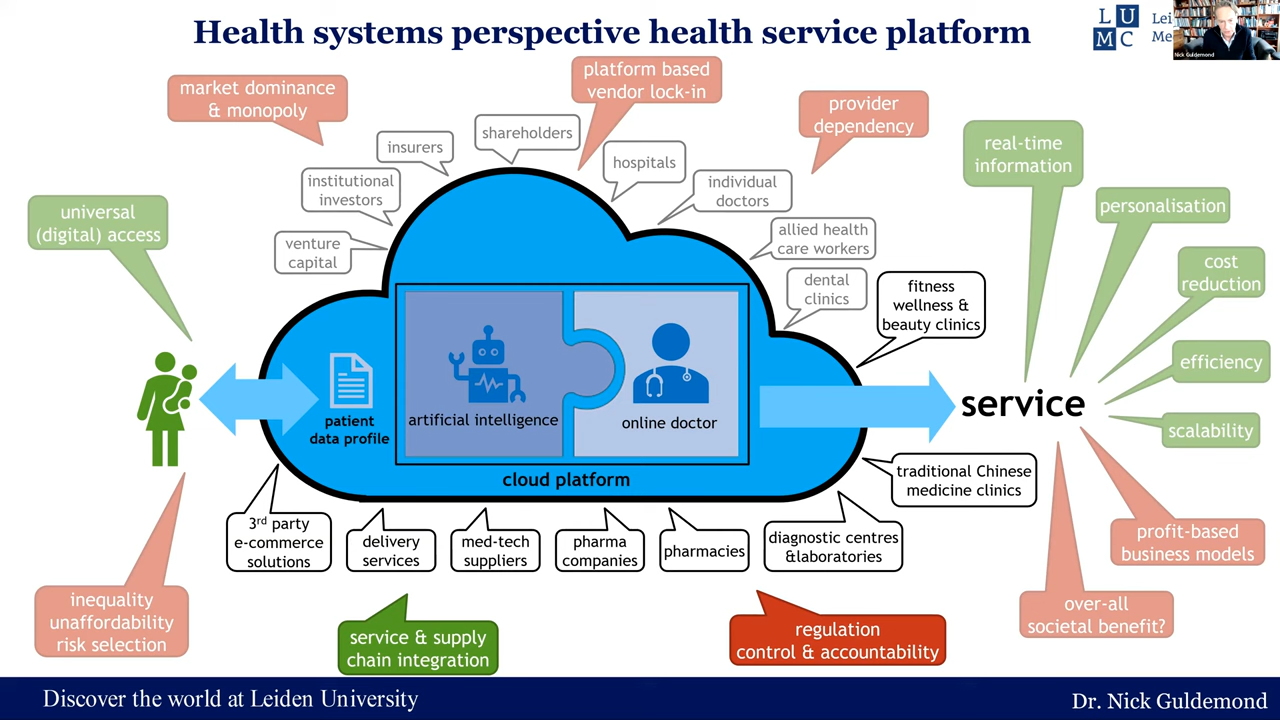 Health systems perspective health service platform
L U
M C
Lei
Me
Nick Guldemond
market dominance
& monopoly
platform based
vendor lock-in
provider
dependency
real-time
information
personalisation
cost
reduction
efficiency
scalability
universal
(digital) access
venture
capital
institutional
investors
insurers
shareholders
hospitals
individual
doctors
allied health
care workers
dental
clinics
fitness
wellness &
beauty clinics
patient
data profile
artificial intelligence
online doctor
cloud platform
service
traditional Chinese
medicine clinics
3rd party
e-commerce
solutions
delivery
services
med-tech
suppliers
pharma
companies
pharmacies
diagnostic centres
&laboratories
profit-based
business models
over-all
societal benefit?
inequality
unaffordability
risk selection
service & supply
chain integration
regulation
control & accountability
Discover the world at Leiden University
Dr. Nick Guldemond